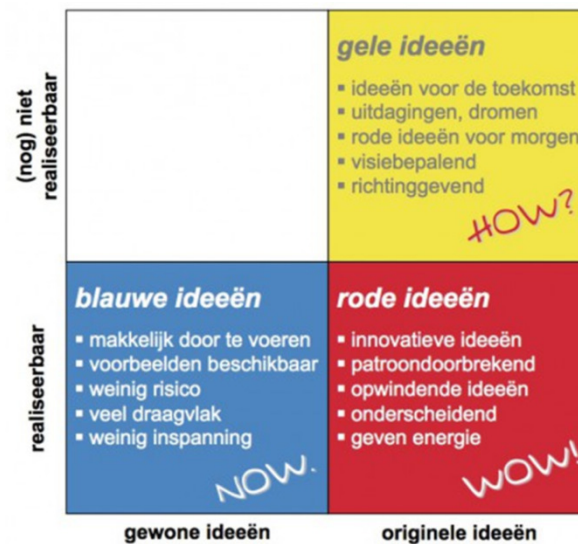 (nog) niet
realiseerbaar
gele ideeën
▪ ideeën voor de toekomst
▪ uitdagingen, dromen
▪ rode ideeën voor morgen
▪ visiebepalend
▪ richtinggevend
HOW?
realiseerbaar
blauwe ideeën
▪ makkelijk door te voeren
▪ voorbeelden beschikbaar
▪ weinig risico
▪ veel draagvlak
▪ weinig inspanning
NOW.
rode ideeën
▪ innovatieve ideeën
▪ patroondoorbrekend
▪ opwindende ideeën
▪ onderscheidend
▪ geven energie
WOW!
gewone ideeën
originele ideeën